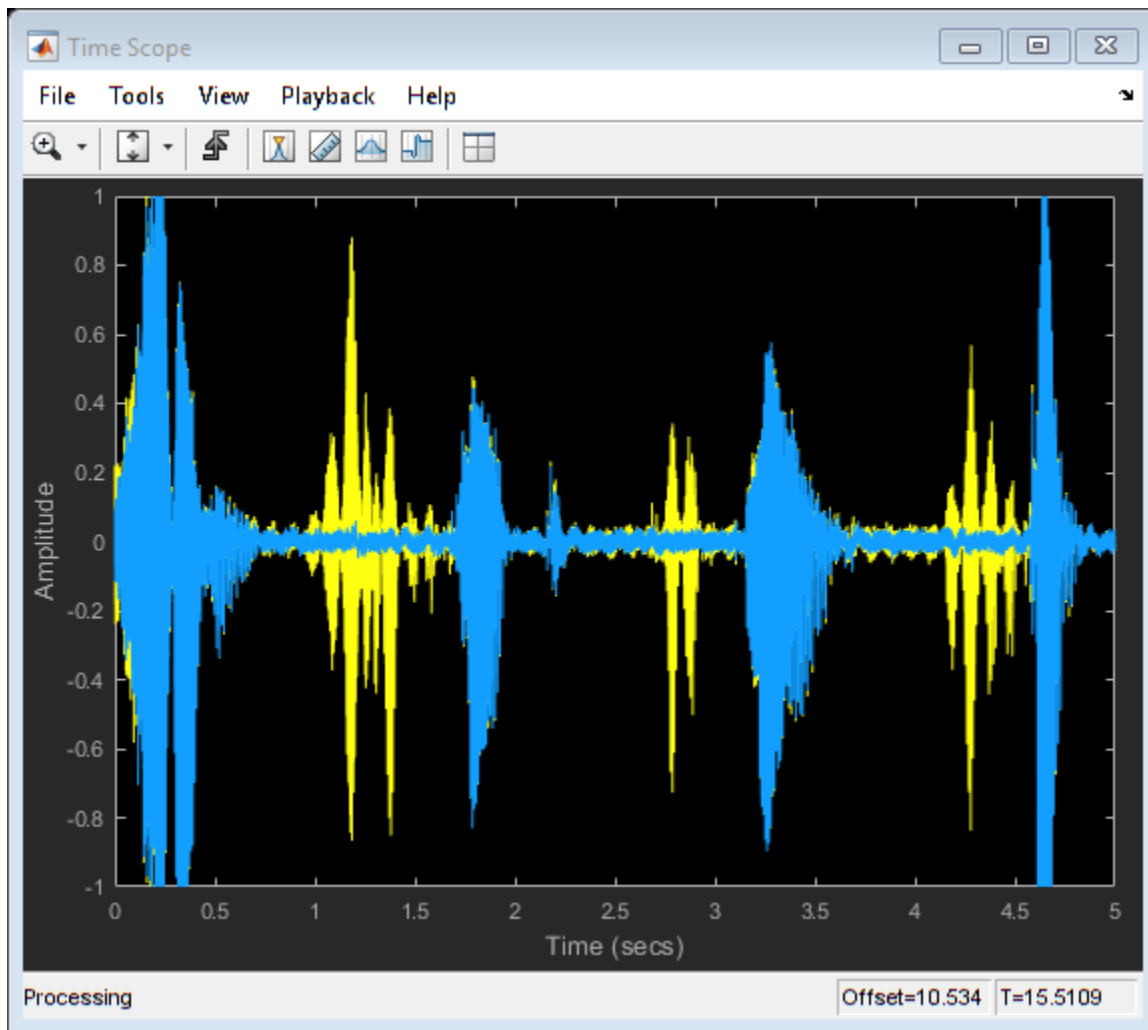 Time Scope
File Tools View Playback Help
1
0.8
0.6
0.4
0.2
0
-0.2
-0.4
-0.6
-0.8
-1
Amplitude
0 0.5 1 1.5 2 2.5 3 3.5 4 4.5 5
Time (secs)
Processing Offset=10.534 T=15.5109